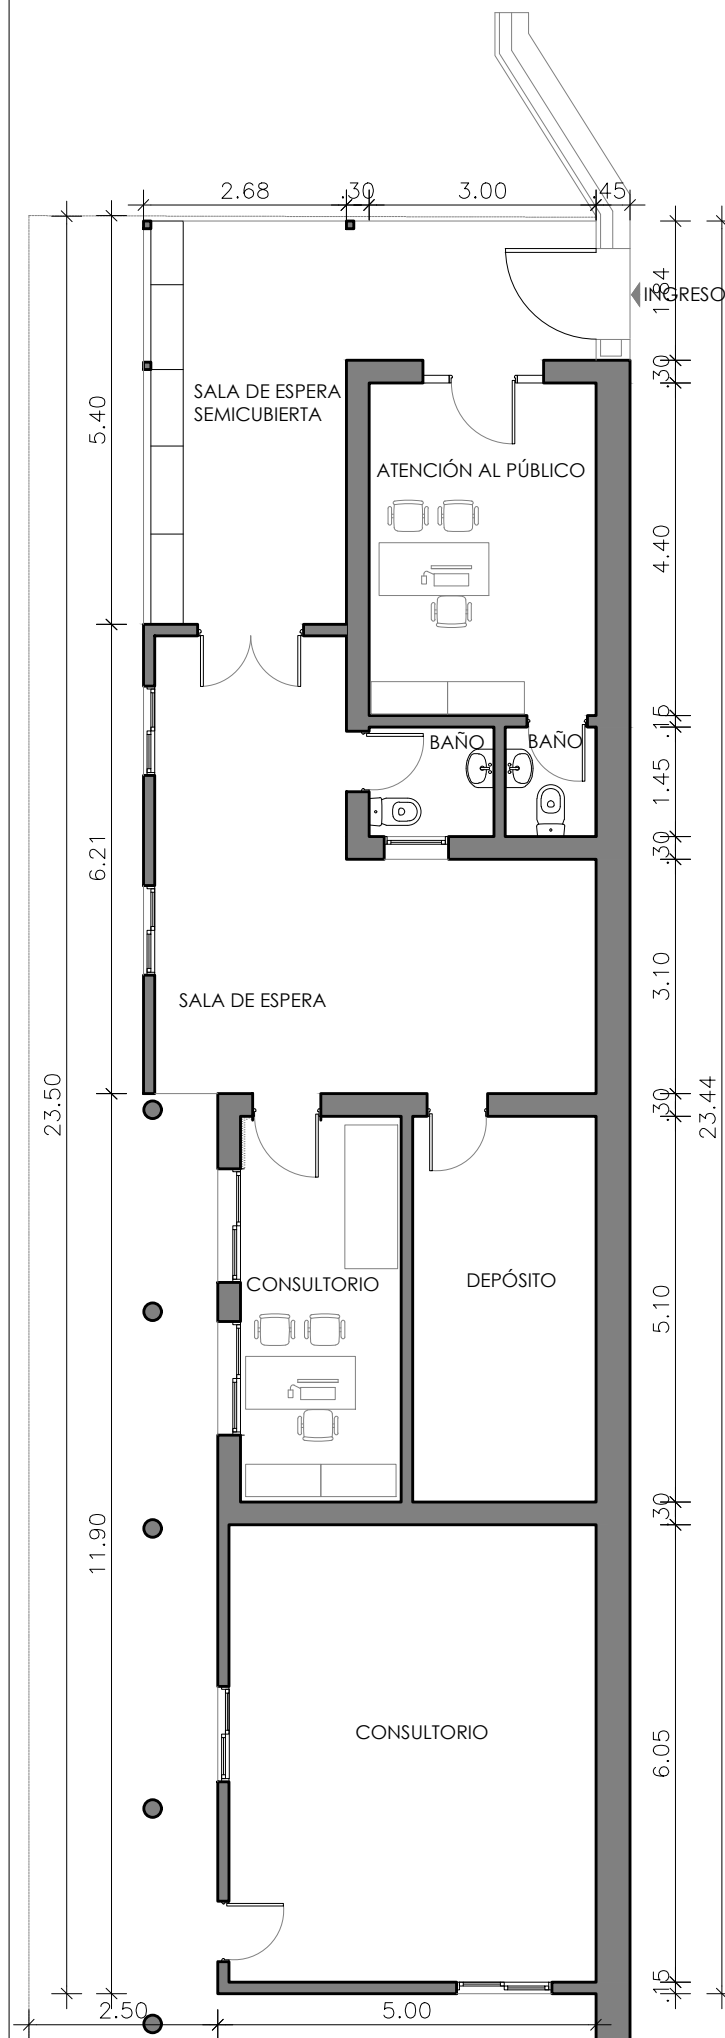 2.68
.30
3.00
.45
INGRESO
1.84
.30
SALA DE ESPERA
SEMICUBIERTA
5.40
ATENCIÓN AL PÚBLICO
4.40
.15
BAÑO
BAÑO
1.45
.30
6.21
3.10
SALA DE ESPERA
23.50
.30
23.44
CONSULTORIO
DEPÓSITO
5.10
.30
11.90
CONSULTORIO
6.05
.15
2.50
5.00